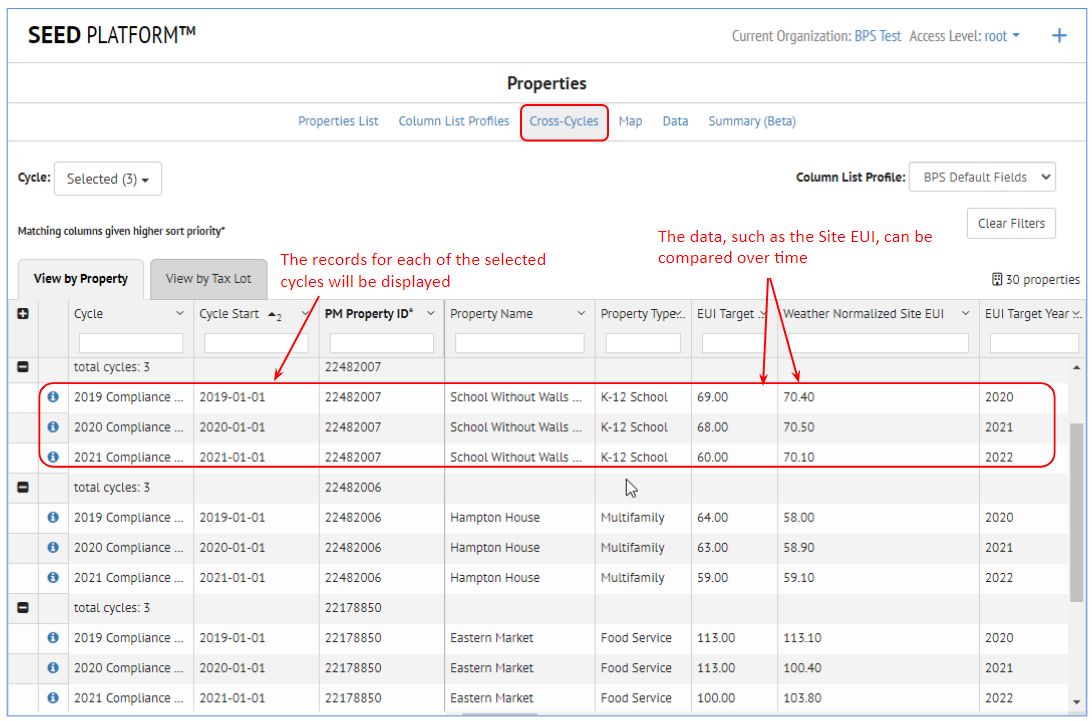 SEED PLATFORM™
Current Organization: BPS Test Access Level: root
Properties
Properties List Column List Profiles Cross-Cycles Map Data Summary (Beta)
Cycle: Selected (3) Column List Profile: BPS Default Fields
Clear Filters
Matching columns given higher sort priority*
The records for each of the selected
cycles will be displayed
The data, such as the Site EUI, can be
compared over time
View by Property View by Tax Lot 30 properties
Cycle Cycle Start 2 PM Property ID* Property Name Property Type... EUI Target ... Weather Normalized Site EUI EUI Target Year ...
total cycles: 3 22482007
2019 Compliance ... 2019-01-01 22482007 School Without Walls ... K-12 School 69.00 70.40 2020
2020 Compliance ... 2020-01-01 22482007 School Without Walls ... K-12 School 68.00 70.50 2021
2021 Compliance ... 2021-01-01 22482007 School Without Walls ... K-12 School 60.00 70.10 2022
total cycles: 3 22482006
2019 Compliance ... 2019-01-01 22482006 Hampton House Multifamily 64.00 58.00 2020
2020 Compliance ... 2020-01-01 22482006 Hampton House Multifamily 63.00 58.90 2021
2021 Compliance ... 2021-01-01 22482006 Hampton House Multifamily 59.00 59.10 2022
total cycles: 3 22178850
2019 Compliance ... 2019-01-01 22178850 Eastern Market Food Service 113.00 113.10 2020
2020 Compliance ... 2020-01-01 22178850 Eastern Market Food Service 113.00 100.40 2021
2021 Compliance ... 2021-01-01 22178850 Eastern Market Food Service 100.00 103.80 2022